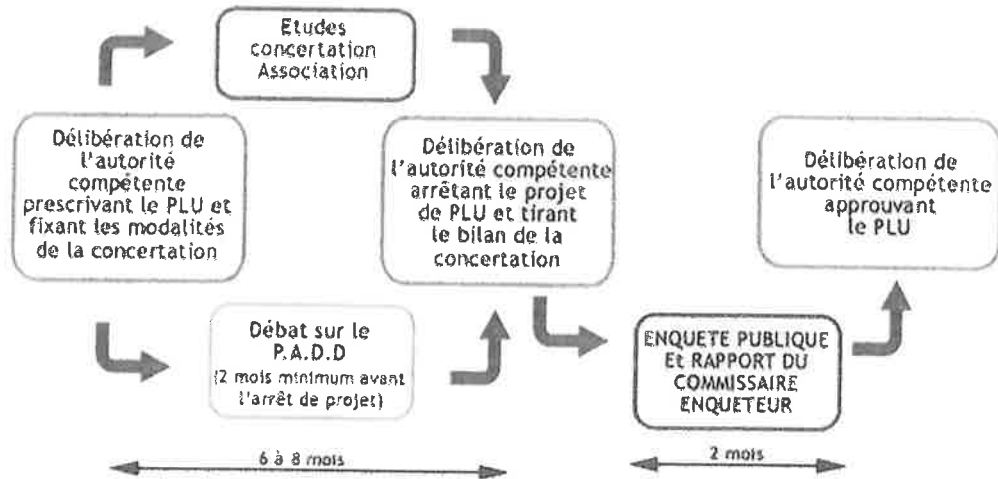 Etudes
concertation
Association
Délibération de
l'autorité
compétente
prescrivant le PLU et
fixant les modalités
de la concertation
Délibération de
l'autorité compétente
arrêtant le projet
de PLU et tirant
le bilan de la
concertation
Délibération de
l'autorité compétente
approuvant
le PLU
Débat sur le
P.A.D.D
(2 mois minimum avant
l'arrêt de projet)
ENQUETE PUBLIQUE
Et RAPPORT DU
COMMISSAIRE
ENQUETEUR
6 à 8 mois
2 mois